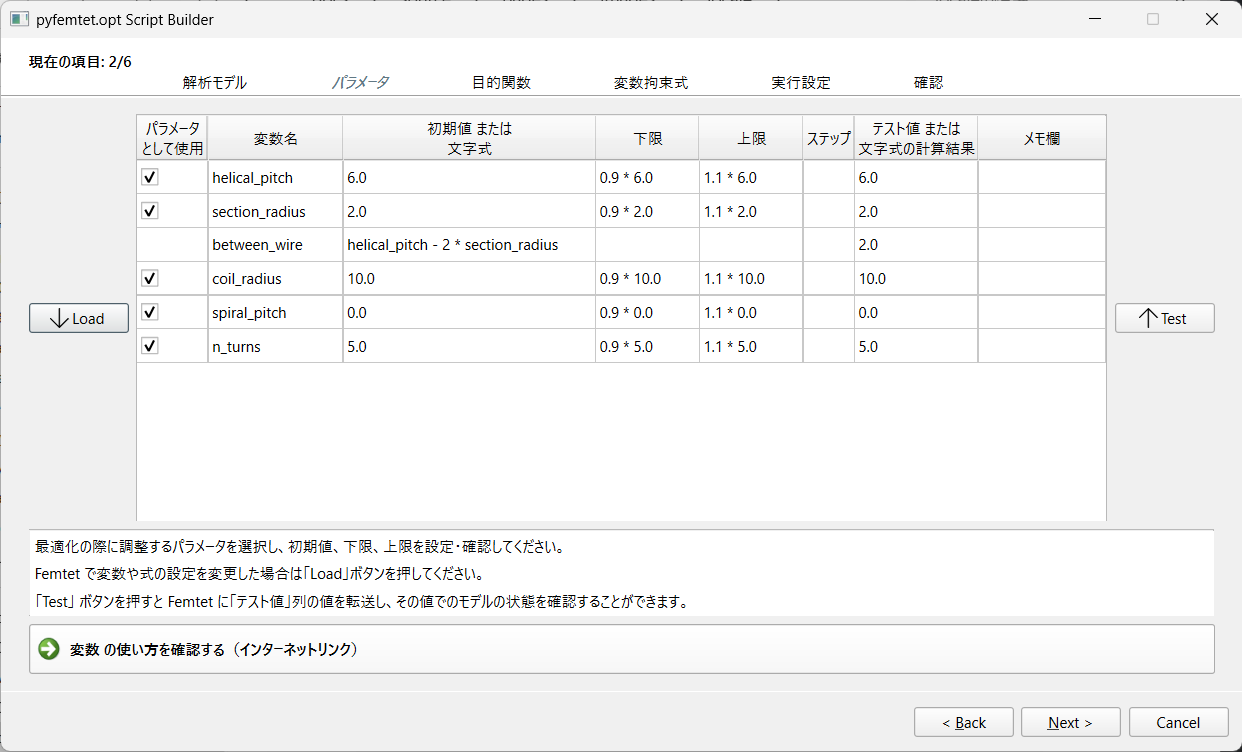 pyfemtet.opt Script Builder
現在の項目: 2/6
解析モデル パラメータ 目的関数 変数拘束式 実行設定 確認
パラメータ として使用 変数名 初期値 または 文字式 下限 上限 ステップ テスト値 または 文字式の計算結果 メモ欄
helical_pitch 6.0 0.9 * 6.0 1.1 * 6.0 6.0
section_radius 2.0 0.9 * 2.0 1.1 * 2.0 2.0
between_wire helical_pitch - 2 * section_radius 2.0
coil_radius 10.0 0.9 * 10.0 1.1 * 10.0 10.0
spiral_pitch 0.0 0.9 * 0.0 1.1 * 0.0 0.0
n_turns 5.0 0.9 * 5.0 1.1 * 5.0 5.0
Load
Test
最適化の際に調整するパラメータを選択し、初期値、下限、上限を設定・確認してください。
Femtet で変数や式の設定を変更した場合は「Load」ボタンを押してください。
「Test」 ボタンを押すと Femtet に「テスト値」列の値を転送し、その値でのモデルの状態を確認することができます。
変数 の使い方を確認する（インターネットリンク）
< Back Next > Cancel